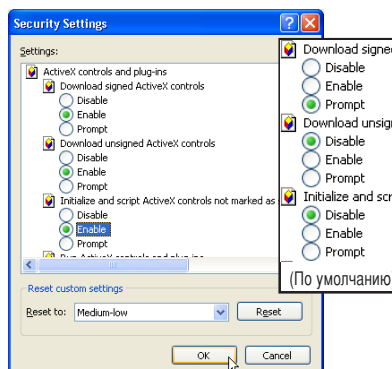 Security Settings
Settings:
ActiveX controls and plug-ins
Download signed ActiveX controls
Disable
Enable
Prompt
Download unsigned ActiveX controls
Disable
Enable
Prompt
Initialize and script ActiveX controls not marked as
Disable
Enable
Prompt
Reset custom settings
Reset to:
Medium-low
Reset
OK
Cancel
Download signed
Disable
Enable
Prompt
Download unsign
Disable
Enable
Prompt
Initialize and scr
Disable
Enable
Prompt
(По умолчанию